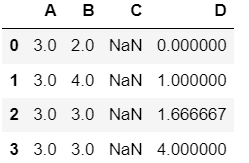 A B C D
0 3.0 2.0 NaN 0.000000
1 3.0 4.0 NaN 1.000000
2 3.0 3.0 NaN 1.666667
3 3.0 3.0 NaN 4.000000